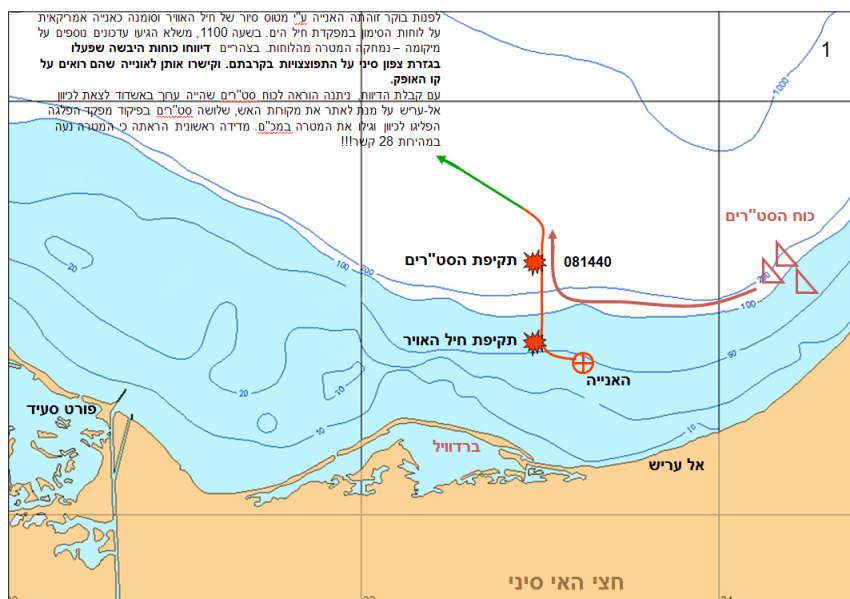 לפנות בוקר זוהתה האנייה ע"י מטוס סיור של חיל האוויר וסומנה כאנייה אמריקאית
על לוחות הסימון במפקדת חיל הים. בשעה 1100, משלא הגיעו עדכונים נוספים על
מיקומה – נמחקה המטרה מהלוחות. בצהריים דיווחו כוחות היבשה שפעלו
בגזרת צפון סיני על התפוצצויות בקרבתם. וקישרו אותן לאונייה שהם רואים על
קו האופק.
עם קבלת הדיווח, ניתנה הוראה לכוח סט"רים שהייה ערוך באשדוד לצאת לכיוון
אל-עריש על מנת לאתר את מקורות האש, שלושה סט"רים בפיקוד מפקד הפלגה
הפליגו לכיוון וגילו את המטרה במכ"ם. מדידה ראשונית הראתה כי המטרה נעה
במהירות 28 קשר!!!
1
1000
כוח הסט"רים
תקיפת הסט"רים
081440
20
100
200
200
100
תקיפת חיל האויר
האנייה
90
20
10
10
10
פורט סעיד
ברדוויל
אל עריש
חצי האי סיני